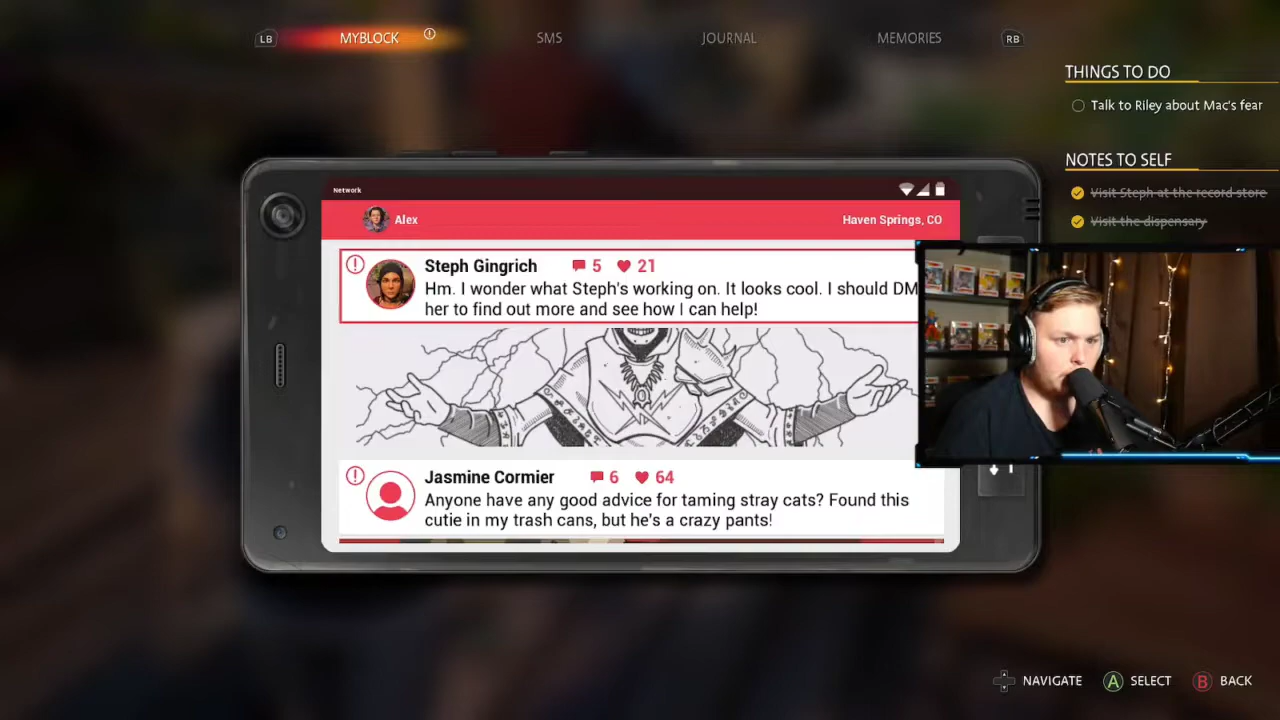 LB
MYBLOCK
SMS
JOURNAL
MEMORIES
RB
THINGS TO DO
Talk to Riley about Mac's fear
NOTES TO SELF
Visit Steph at the record store
Visit the dispensary
Network
Alex
Haven Springs, CO
Steph Gingrich 5 21
Hm. I wonder what Steph's working on. It looks cool. I should DM
her to find out more and see how I can help!
Jasmine Cormier 6 64
Anyone have any good advice for taming stray cats? Found this
cutie in my trash cans, but he's a crazy pants!
NAVIGATE
A SELECT
B BACK